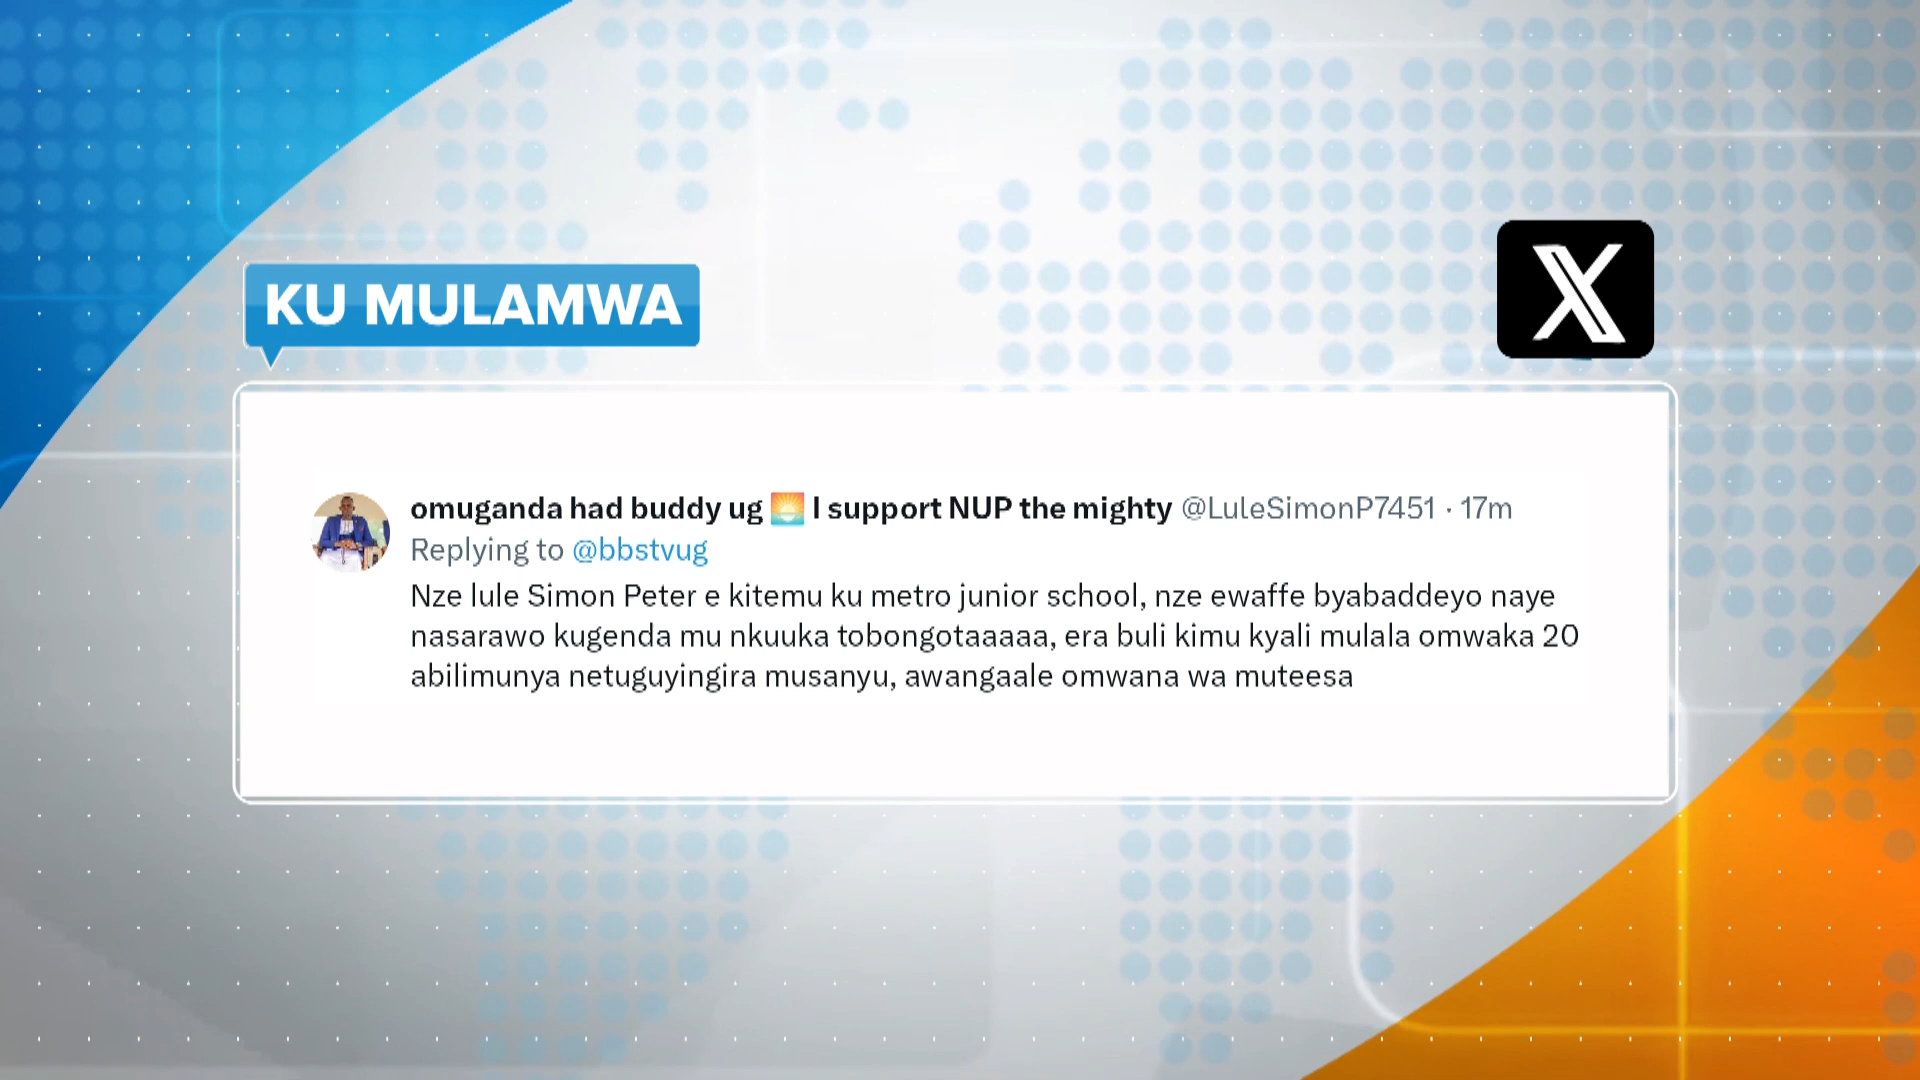 KU MULAMWA
X
omuganda had buddy ug 🌅 I support NUP the mighty @LuleSimonP7451 · 17m
Replying to @bbstvug
Nze lule Simon Peter e kitemu ku metro junior school, nze ewaffe byabaddeyo naye
nasarawo kugenda mu nkuuka tobongotaaaaa, era buli kimu kyali mulala omwaka 20
abilimunya netuguyingira musanyu, awangaale omwana wa muteesa